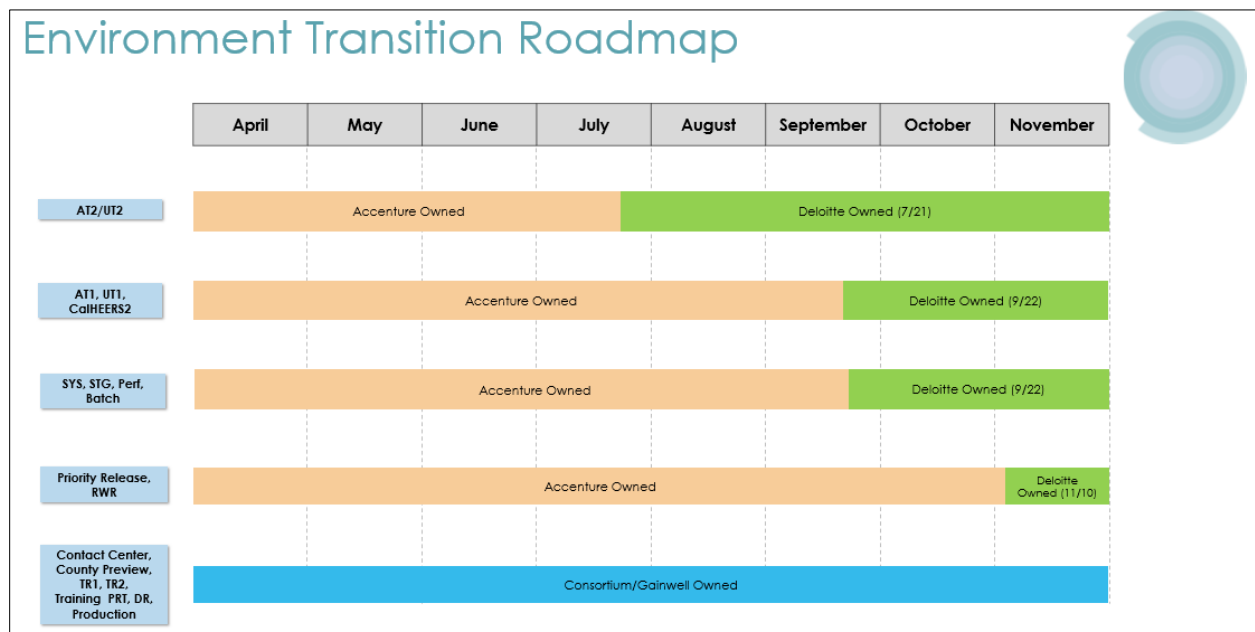 Environment Transition Roadmap
April May June July August September October November
AT2/UT2
Accenture Owned
Deloitte Owned (7/21)
AT1, UT1,
CalHEERS2
Accenture Owned
Deloitte Owned (9/22)
SYS, STG, Perf,
Batch
Accenture Owned
Deloitte Owned (9/22)
Priority Release,
RWR
Accenture Owned
Deloitte
Owned (11/10)
Contact Center,
County Preview,
TR1, TR2,
Training PRT, DR,
Production
Consortium/Gainwell Owned